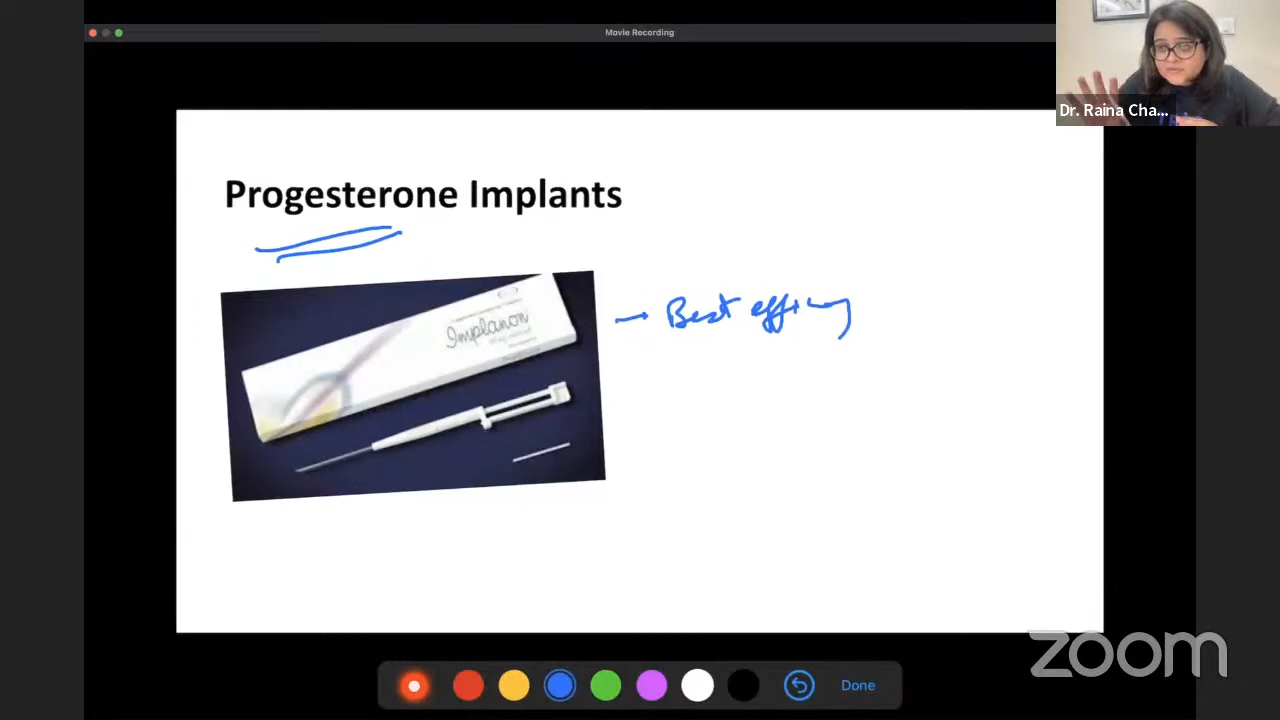 Movie Recording
Dr. Raina Cha...
Progesterone Implants
Implanon
→ Best efficacy
zoom
Done